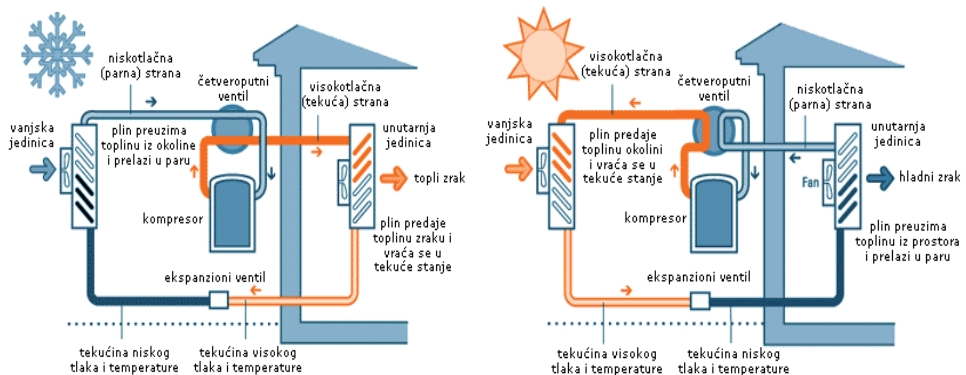 niskotlačna
(parna) strana
četveroputni
ventil
visokotlačna
(tekuća) strana
vanjska
jedinica
plin preuzima
toplinu iz okoline
i prelazi u paru
unutarnja
jedinica
topli zrak
kompresor
plin predaje
toplinu zraku i
vraća se u
tekuće stanje
ekspanzioni ventil
tekućina niskog
tlaka i temperature
tekućina visokog
tlaka i temperature
visokotlačna
(tekuća) strana
četveroputni
ventil
niskotlačna
(parna) strana
vanjska
jedinica
plin predaje
toplinu okolini
i vraća se u
tekuće stanje
unutarnja
jedinica
Fan
hladni zrak
kompresor
plin preuzima
toplinu iz prostora
i prelazi u paru
ekspanzioni ventil
tekućina visokog
tlaka i temperature
tekućina niskog
tlaka i temperature